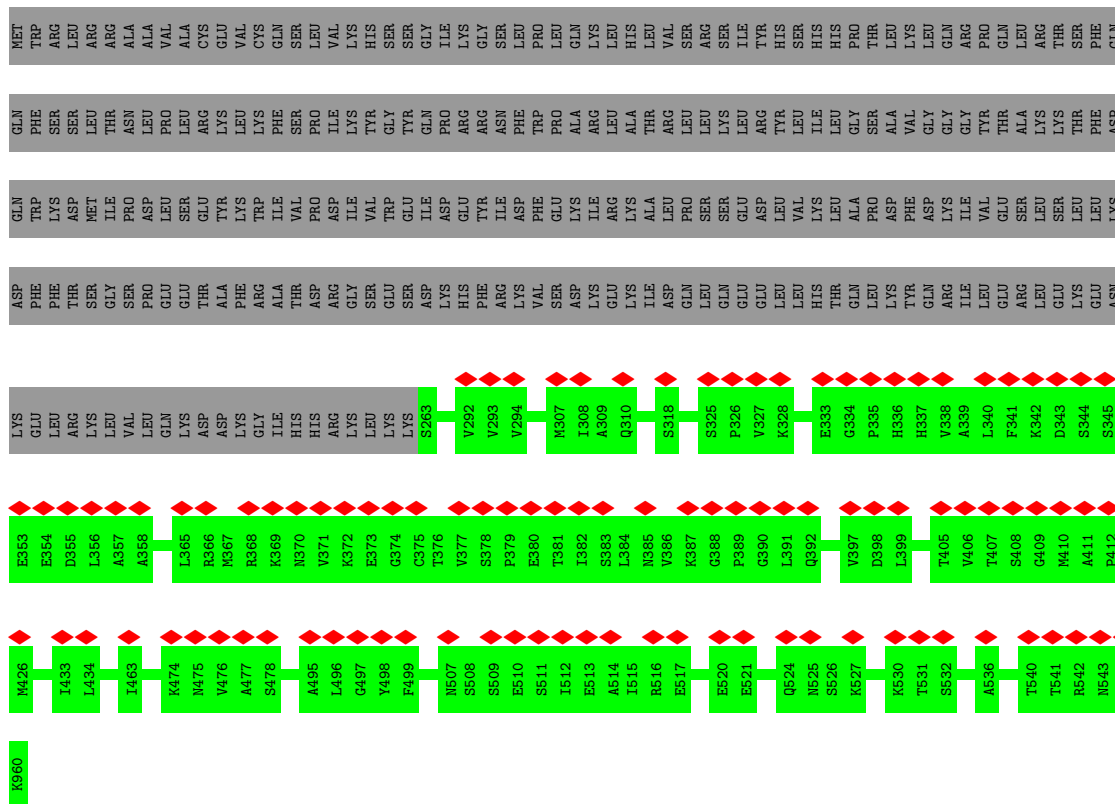 MET TRP ARG LEU ARG ARG ALA ALA VAL ALA CYS GLU VAL CYS GLN SER LEU VAL LYS HIS SER SER GLY ILE LYS GLY SER LEU PRO LEU GLN LYS LEU HIS LEU VAL SER ARG SER ILE TYR HIS SER HIS HIS PRO THR LEU LYS LEU GLN ARG PRO GLN LEU ARG THR SER PHE GLN
GLN PHE SER SER LEU THR ASN LEU PRO LEU ARG LYS LEU LYS PHE SER PRO ILE LYS TYR GLY TYR GLN PRO ARG ARG ASN PHE TRP PRO ALA ARG LEU ALA THR ARG LEU LEU LYS LEU ARG TYR LEU ILE LEU GLY SER ALA VAL GLY GLY GLY TYR THR ALA LYS LYS THR PHE ASP
GLN TRP LYS ASP MET ILE PRO ASP LEU SER GLU TYR LYS TRP ILE VAL PRO ASP ILE VAL TRP GLU ILE ASP GLU TYR ILE ASP PHE GLU LYS ILE ARG LYS ALA LEU PRO SER SER GLU ASP LEU VAL LYS LEU ALA PRO ASP PHE ASP LYS ILE VAL GLU SER LEU SER LEU LEU LYS
ASP PHE PHE THR SER GLY SER PRO GLU GLU THR ALA PHE ARG ALA THR ASP ARG GLY SER GLU SER ASP LYS HIS PHE ARG LYS VAL SER ASP LYS GLU LYS ILE ASP GLN LEU GLN GLU GLU LEU LEU HIS THR GLN LEU LYS TYR GLN ARG ILE LEU GLU ARG LEU GLU LYS GLU ASN
LYS GLU LEU ARG LYS LEU VAL LEU GLN LYS ASP ASP LYS GLY ILE HIS HIS ARG LYS LEU LYS LYS S263 V292 V293 V294 M307 I308 A309 Q310 S318 S325 P326 V327 K328 E333 G334 P335 H336 H337 V338 A339 L340 F341 K342 D343 S344 S345
E353 E354 D355 L356 A357 A358 L365 R366 M367 R368 K369 N370 V371 K372 E373 G374 C375 T376 V377 S378 P379 E380 T381 I382 S383 L384 N385 V386 K387 G388 P389 G390 L391 Q392 V397 D398 L399 T405 V406 T407 S408 G409 M410 A411 P412
M426 I433 L434 I463 K474 N475 V476 A477 S478 A495 L496 G497 Y498 F499 N507 S508 S509 E510 S511 I512 E513 A514 I515 R516 E517 E520 E521 Q524 N525 S526 K527 K530 T531 S532 A536 T540 T541 R542 N543
K960